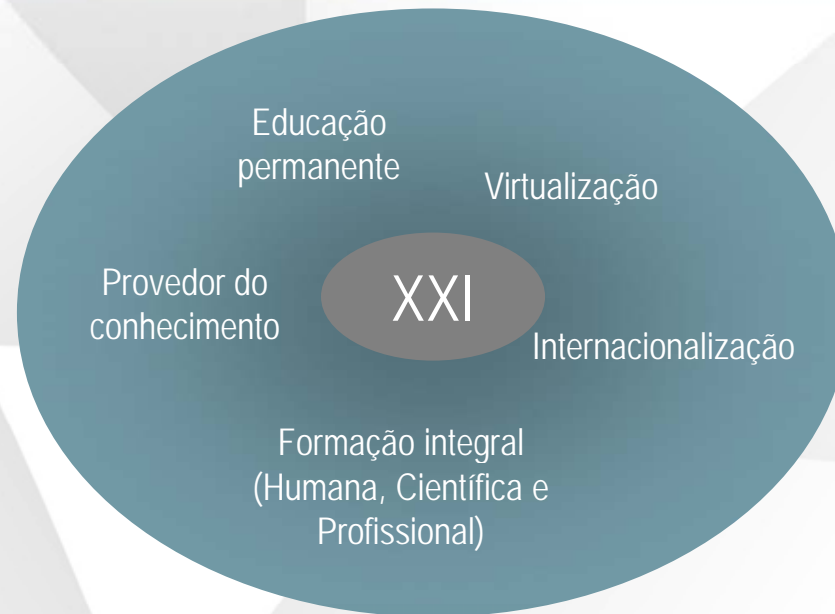 Educação
permanente
Virtualização
Provedor do
conhecimento
XXI
Internacionalização
Formação integral
(Humana, Científica e
Profissional)